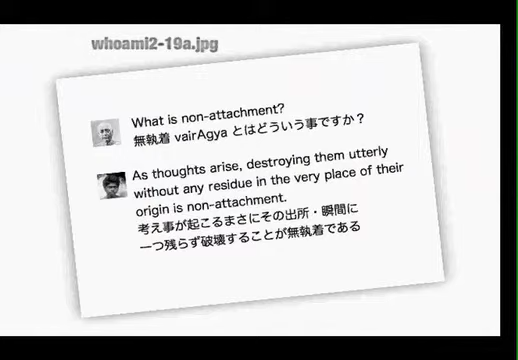 whoami2-19a.jpg
What is non-attachment?
無執着 vairAgya とはどういう事ですか？
As thoughts arise, destroying them utterly
without any residue in the very place of their
origin is non-attachment.
考え事が起こるまさにその出所・瞬間に
一つ残らず破壊することが無執着である